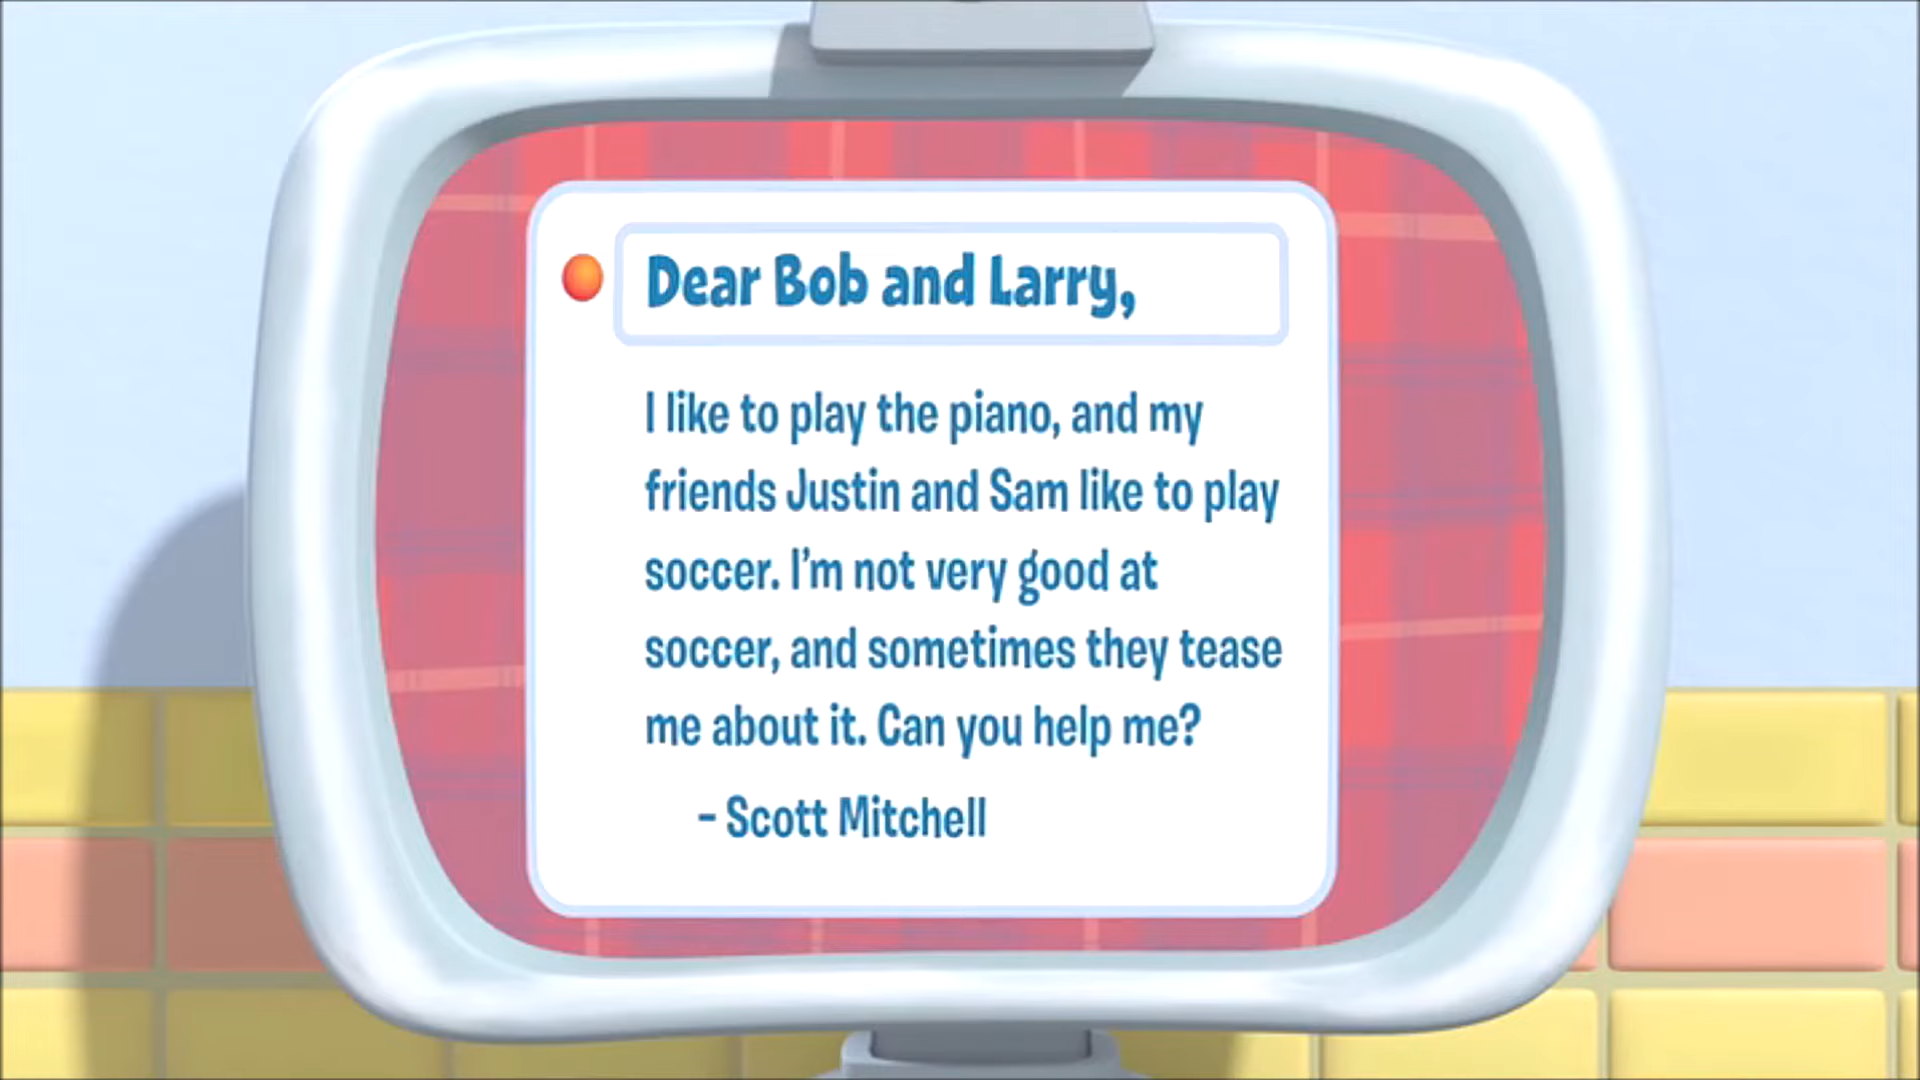 Dear Bob and Larry,
I like to play the piano, and my
friends Justin and Sam like to play
soccer. I'm not very good at
soccer, and sometimes they tease
me about it. Can you help me?
- Scott Mitchell